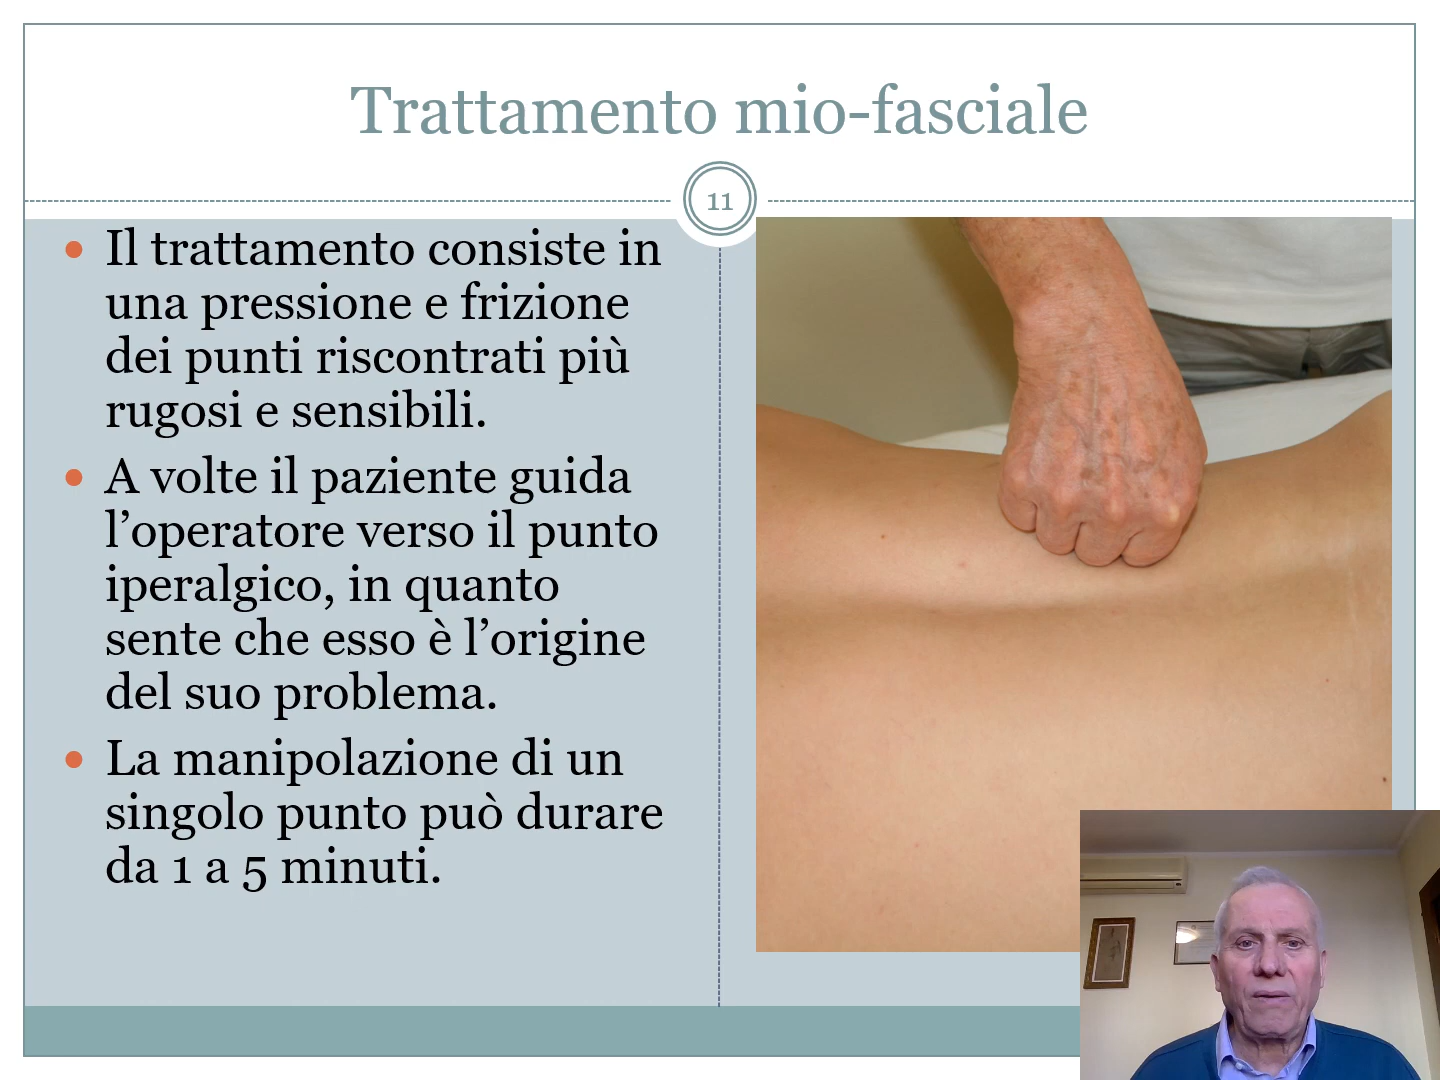 Trattamento mio-fasciale
11
Il trattamento consiste in
una pressione e frizione
dei punti riscontrati più
rugosi e sensibili.
A volte il paziente guida
l’operatore verso il punto
iperalgico, in quanto
sente che esso è l’origine
del suo problema.
La manipolazione di un
singolo punto può durare
da 1 a 5 minuti.